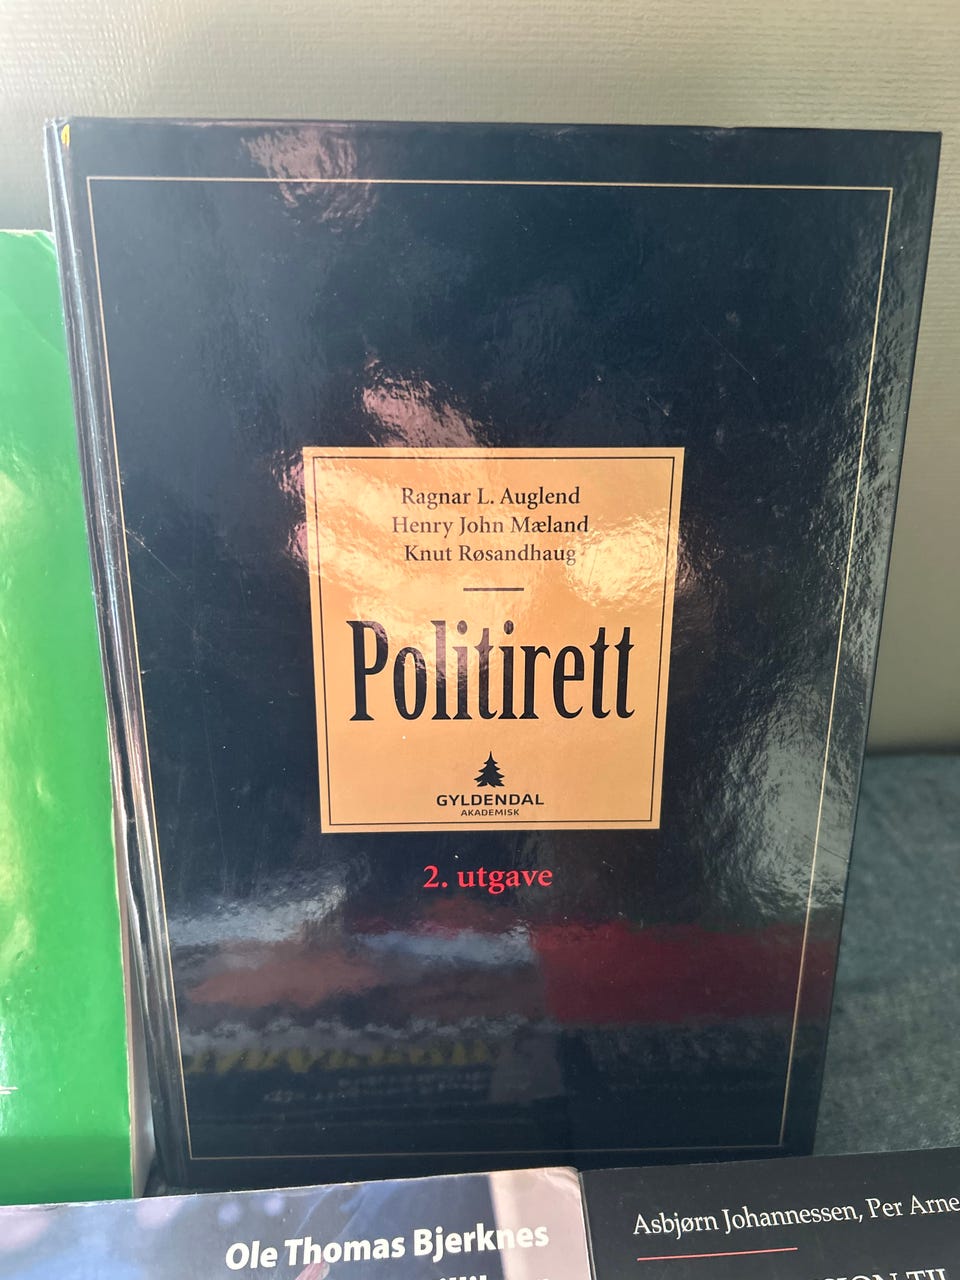 Ragnar L. Auglend
Henry John Mæland
Knut Røsandhaug
Politirett
GYLDENDAL
AKADEMISK
2. utgave
Ole Thomas Bjerknes
Asbjørn Johannessen, Per Arne
TIL